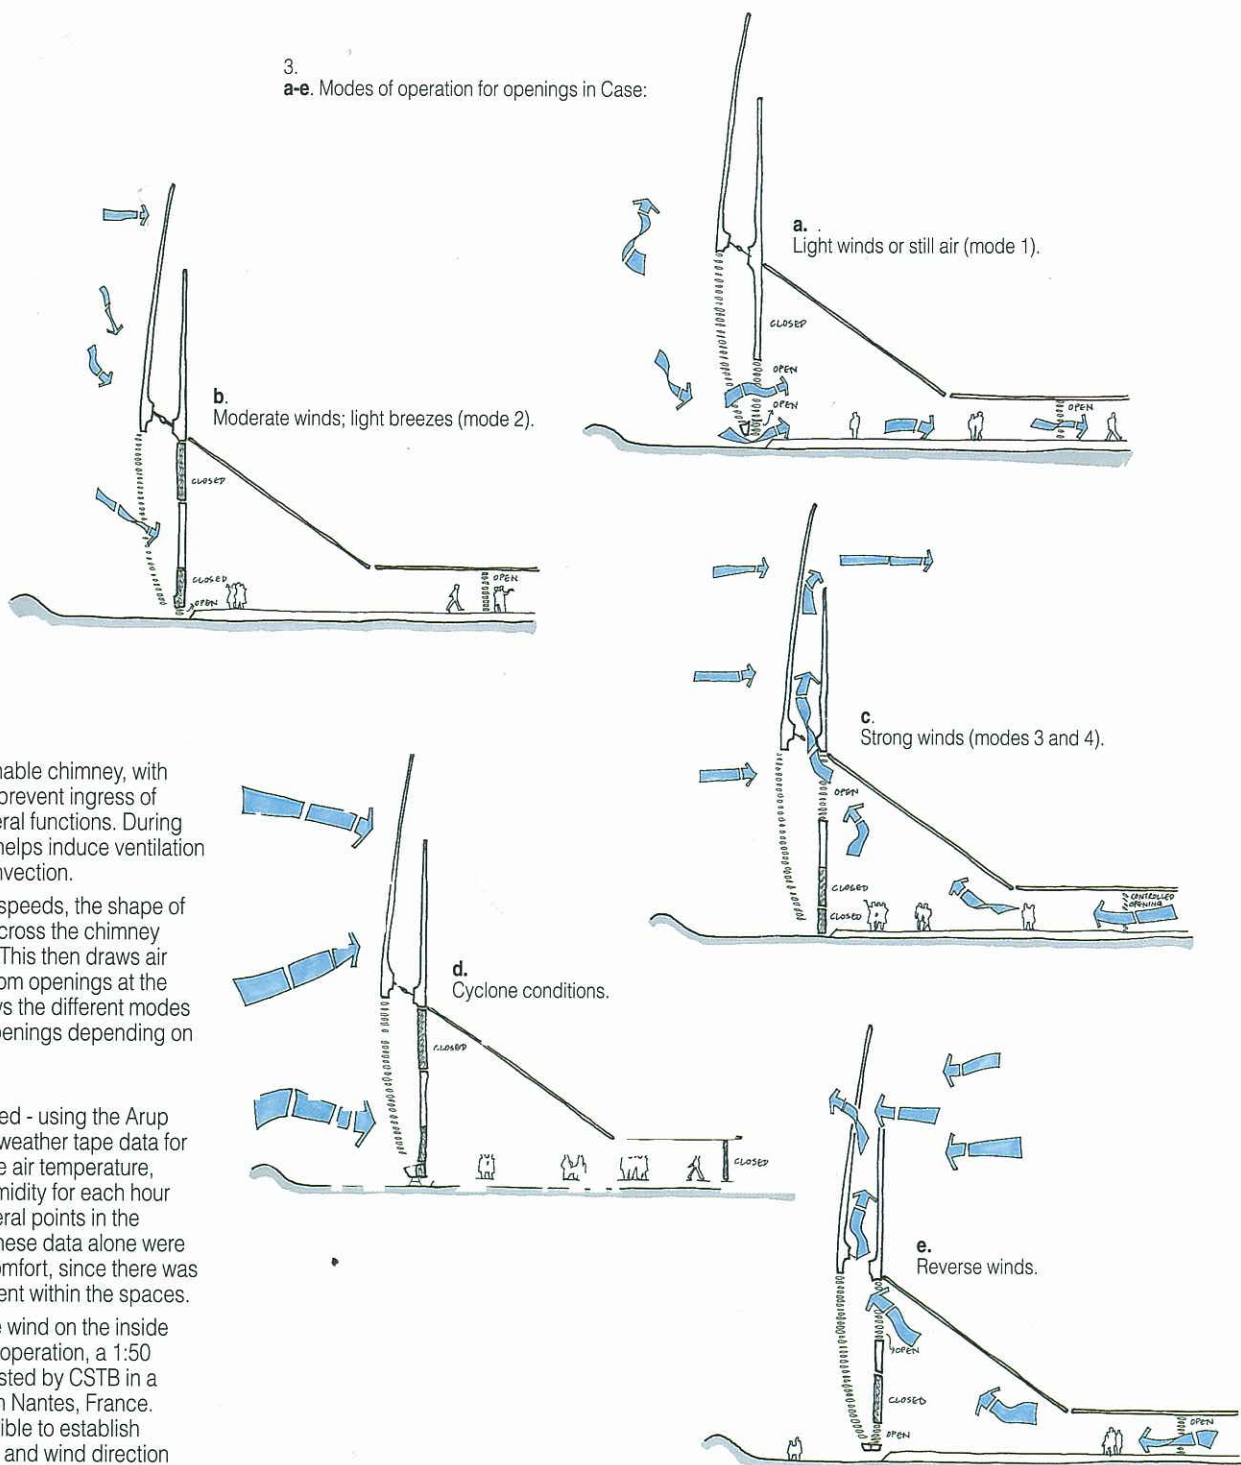 3.
a-e. Modes of operation for openings in Case:
a.
Light winds or still air (mode 1).
CLOSED
OPEN
OPEN
OPEN
b.
Moderate winds; light breezes (mode 2).
CLOSED
CLOSED
OPEN
OPEN
c.
Strong winds (modes 3 and 4).
OPEN
CLOSED
CLOSED
CONTROLLED
OPENING
d.
Cyclone conditions.
CLOSED
CLOSED
e.
Reverse winds.
OPEN
CLOSED
OPEN
OPEN
nable chimney, with
prevent ingress of
eral functions. During
helps induce ventilation
nvection.
speeds, the shape of
cross the chimney
This then draws air
om openings at the
ws the different modes
penings depending on
ed - using the Arup
weather tape data for
e air temperature,
midity for each hour
eral points in the
hese data alone were
omfort, since there was
ent within the spaces.
e wind on the inside
operation, a 1:50
sted by CSTB in a
n Nantes, France.
sible to establish
and wind direction